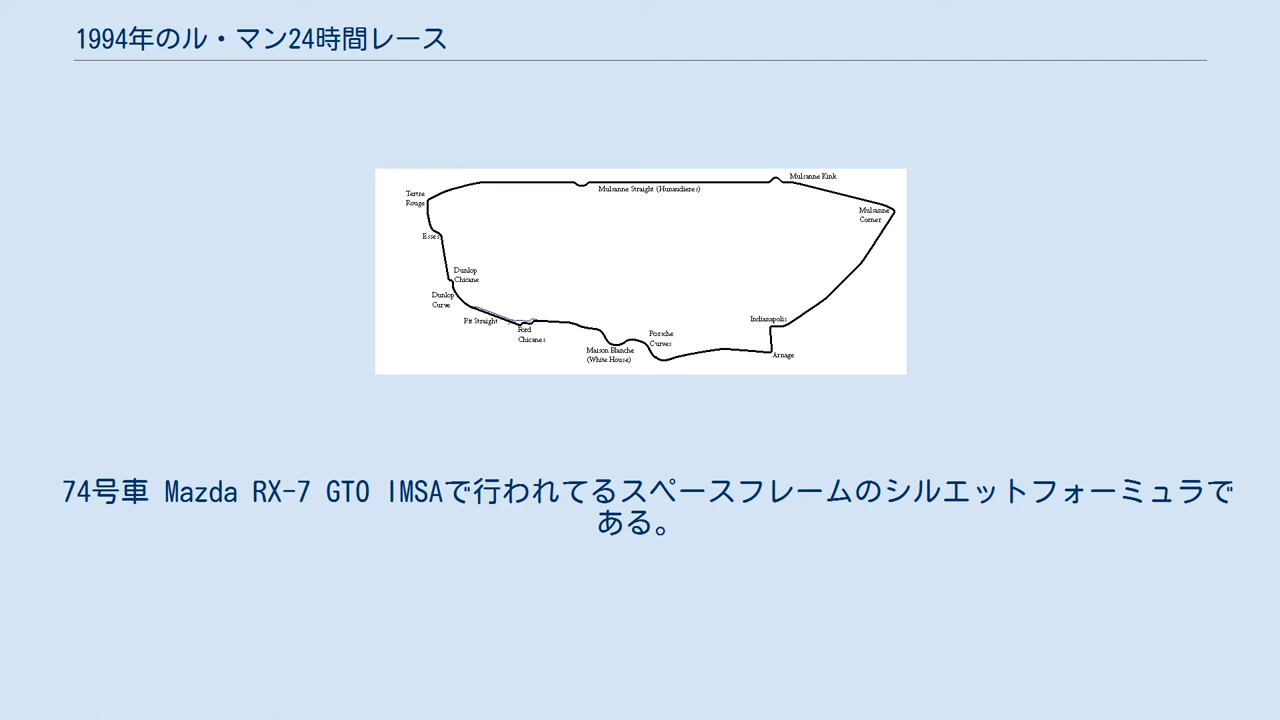 1994年のル・マン24時間レース
Mulsanne Kink
Mulsanne Straight (Hunaudieres)
Tertre
Rouge
Mulsanne
Corner
Esses
Dunlop
Chicane
Dunlop
Curve
Pit Straight
Ford
Chicanes
Indianapolis
Porsche
Curves
Maison Blanche
(White House)
Arnage
74号車 Mazda RX-7 GTO IMSAで行われてるスペースフレームのシルエットフォーミュラで
ある。